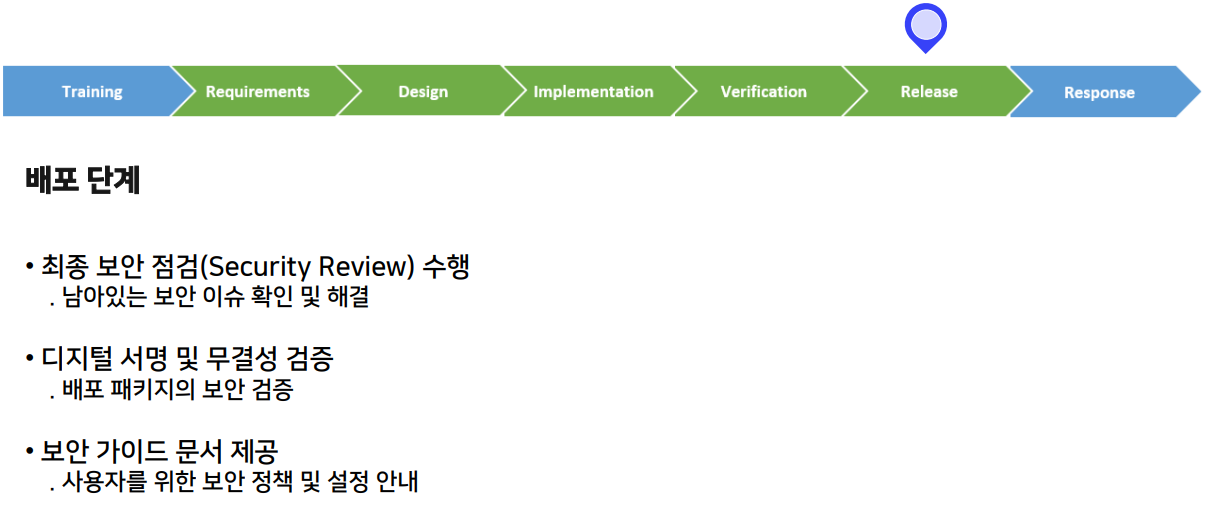 Training
Requirements
Design
Implementation
Verification
Release
Response
배포 단계
• 최종 보안 점검(Security Review) 수행
. 남아있는 보안 이슈 확인 및 해결
• 디지털 서명 및 무결성 검증
. 배포 패키지의 보안 검증
• 보안 가이드 문서 제공
. 사용자를 위한 보안 정책 및 설정 안내